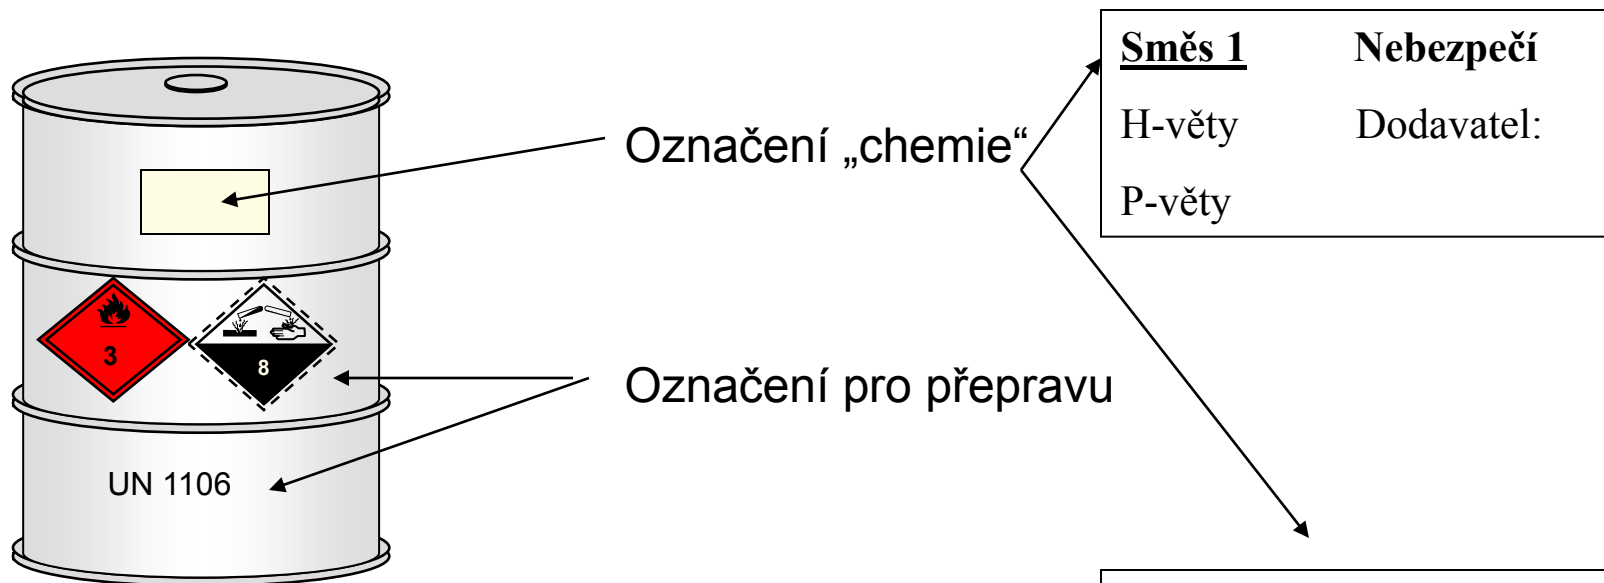 Směs 1 Nebezpečí
H-věty Dodavatel:
P-věty
Označení „chemie“
3
8
Označení pro přepravu
UN 1106